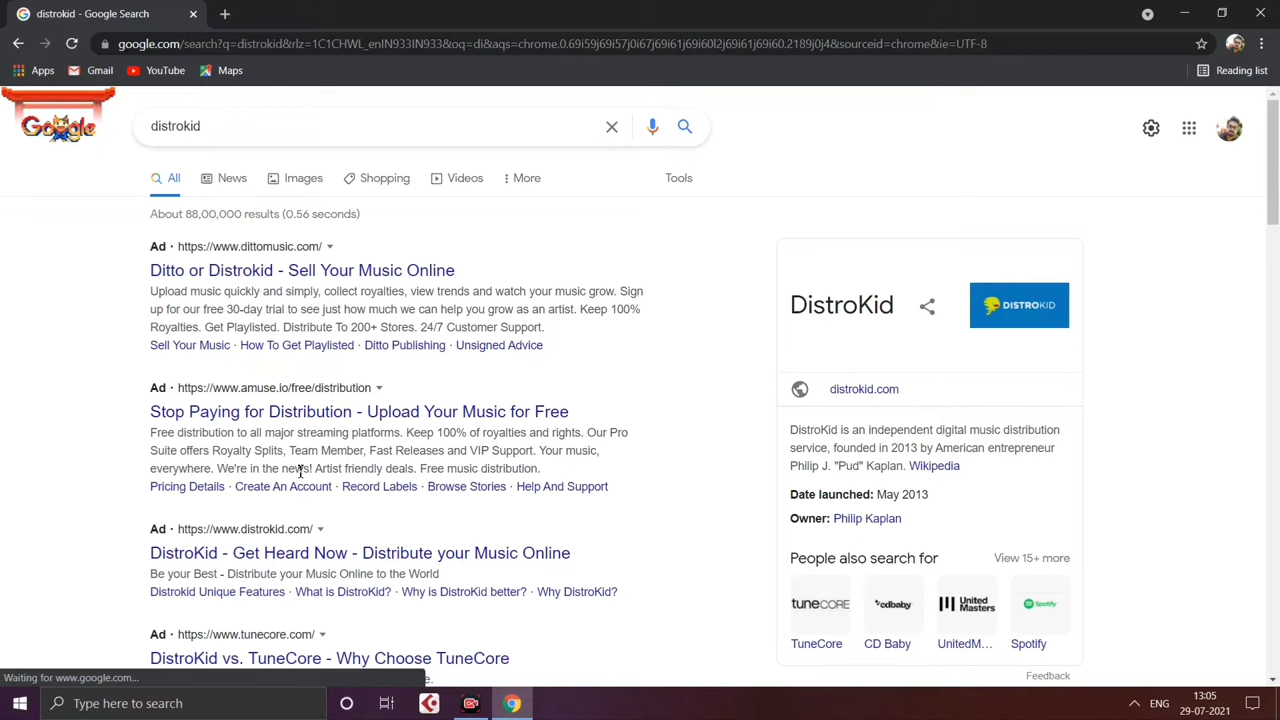 distrokid - Google Search
google.com/search?q=distrokid&rlz=1C1CHWL_enIN933IN933&oq=di&aqs=chrome.0.69i59j69i57j0i67j69i61j69i60l2j69i61j69i60.2189j0j4&sourceid=chrome&ie=UTF-8
Apps Gmail YouTube Maps Reading list
Google
distrokid
All News Images Shopping Videos More Tools
About 88,00,000 results (0.56 seconds)
Ad · https://www.dittomusic.com/
Ditto or Distrokid - Sell Your Music Online
Upload music quickly and simply, collect royalties, view trends and watch your music grow. Sign
up for our free 30-day trial to see just how much we can help you grow as an artist. Keep 100%
Royalties. Get Playlisted. Distribute To 200+ Stores. 24/7 Customer Support.
Sell Your Music · How To Get Playlisted · Ditto Publishing · Unsigned Advice
Ad · https://www.amuse.io/free/distribution
Stop Paying for Distribution - Upload Your Music for Free
Free distribution to all major streaming platforms. Keep 100% of royalties and rights. Our Pro
Suite offers Royalty Splits, Team Member, Fast Releases and VIP Support. Your music,
everywhere. We're in the news! Artist friendly deals. Free music distribution.
Pricing Details · Create An Account · Record Labels · Browse Stories · Help And Support
Ad · https://www.distrokid.com/
DistroKid - Get Heard Now - Distribute your Music Online
Be your Best - Distribute your Music Online to the World
Distrokid Unique Features · What is DistroKid? · Why is DistroKid better? · Why DistroKid?
Ad · https://www.tunecore.com/
DistroKid vs. TuneCore - Why Choose TuneCore
DistroKid
DISTROKID
distrokid.com
DistroKid is an independent digital music distribution
service, founded in 2013 by American entrepreneur
Philip J. "Pud" Kaplan. Wikipedia
Date launched: May 2013
Owner: Philip Kaplan
People also search for View 15+ more
TUNECORE cdbaby United Masters Spotify
TuneCore CD Baby UnitedM... Spotify
Feedback
Waiting for www.google.com...
Type here to search
ENG
13:05
29-07-2021